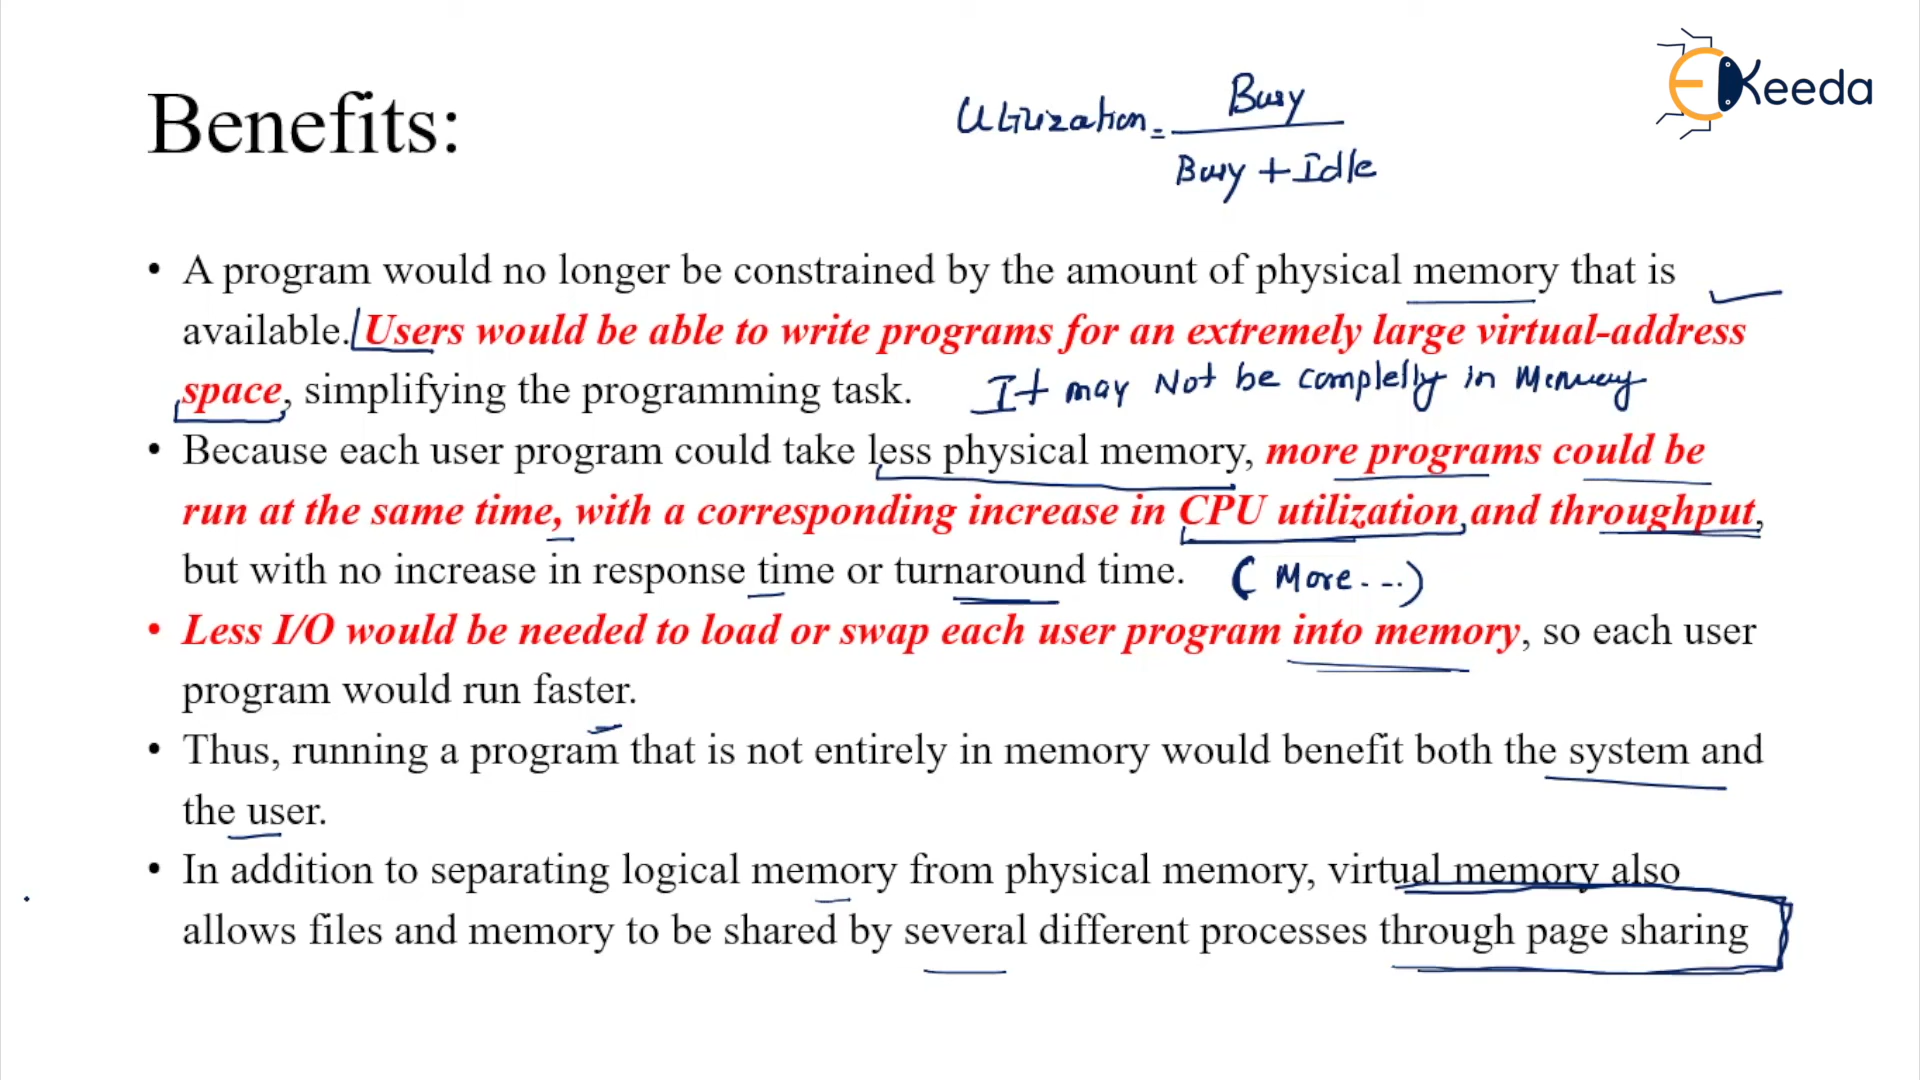 Benefits:
Utilization = Busy
Busy + Idle
EKeeda
• A program would no longer be constrained by the amount of physical memory that is
available. Users would be able to write programs for an extremely large virtual-address
space, simplifying the programming task.
It may Not be completly in Memory
• Because each user program could take less physical memory, more programs could be
run at the same time, with a corresponding increase in CPU utilization and throughput,
but with no increase in response time or turnaround time.
( More...)
• Less I/O would be needed to load or swap each user program into memory, so each user
program would run faster.
• Thus, running a program that is not entirely in memory would benefit both the system and
the user.
• In addition to separating logical memory from physical memory, virtual memory also
allows files and memory to be shared by several different processes through page sharing